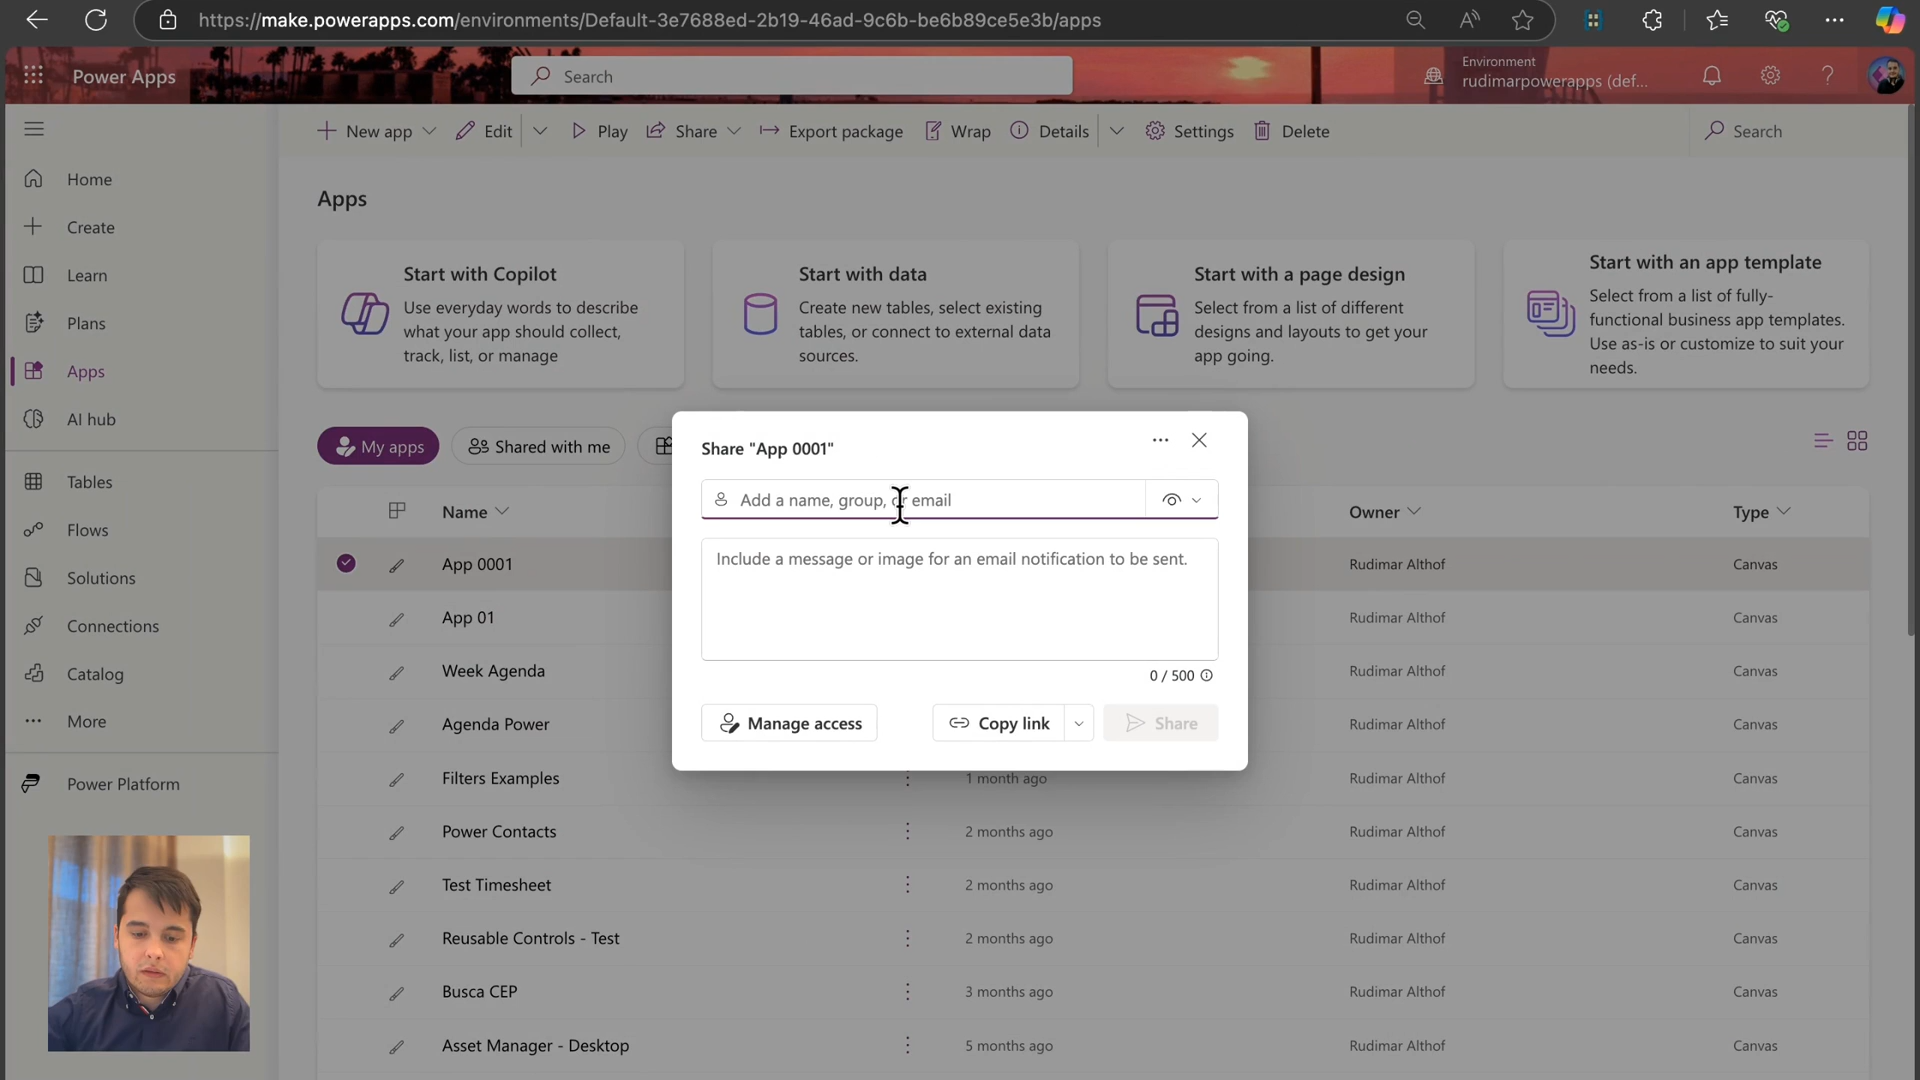 https://make.powerapps.com/environments/Default-3e7688ed-2b19-46ad-9c6b-be6b89ce5e3b/apps
Power Apps
Search
Environment
rudimarpowerapps (def...
New app
Edit
Play
Share
Export package
Wrap
Details
Settings
Delete
Search
Home
Create
Learn
Plans
Apps
AI hub
Tables
Flows
Solutions
Connections
Catalog
More
Power Platform
Apps
Start with Copilot
Use everyday words to describe
what your app should collect,
track, list, or manage
Start with data
Create new tables, select existing
tables, or connect to external data
sources.
Start with a page design
Select from a list of different
designs and layouts to get your
app going.
Start with an app template
Select from a list of fully-
functional business app templates.
Use as-is or customize to suit your
needs.
My apps
Shared with me
Name
Owner
Type
App 0001
Rudimar Althof
Canvas
App 01
Rudimar Althof
Canvas
Week Agenda
Rudimar Althof
Canvas
Agenda Power
Rudimar Althof
Canvas
Filters Examples
1 month ago
Rudimar Althof
Canvas
Power Contacts
2 months ago
Rudimar Althof
Canvas
Test Timesheet
2 months ago
Rudimar Althof
Canvas
Reusable Controls - Test
2 months ago
Rudimar Althof
Canvas
Busca CEP
3 months ago
Rudimar Althof
Canvas
Asset Manager - Desktop
5 months ago
Rudimar Althof
Canvas
Share "App 0001"
Add a name, group, or email
Include a message or image for an email notification to be sent.
0 / 500
Manage access
Copy link
Share